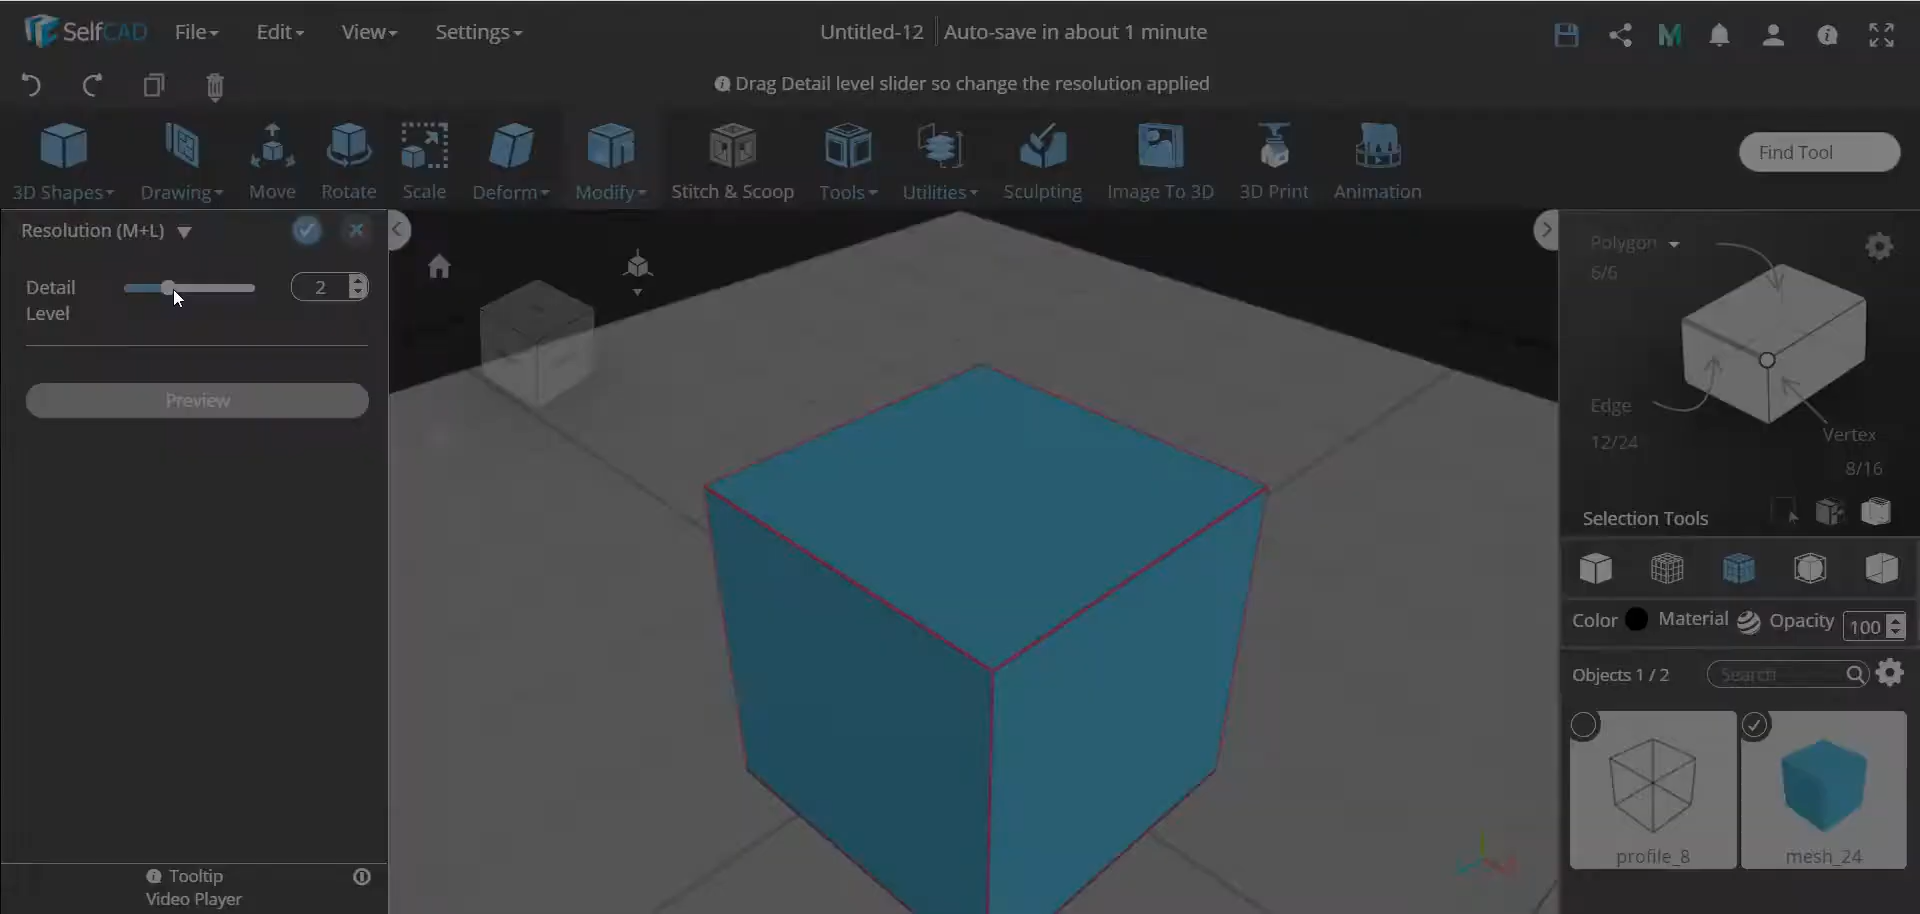 SelfCAD File Edit View Settings Untitled-12 Auto-save in about 1 minute
Drag Detail level slider so change the resolution applied
3D Shapes Drawing Move Rotate Scale Deform Modify Stitch & Scoop Tools Utilities Sculpting Image To 3D 3D Print Animation Find Tool
Resolution (M+L)
Detail
Level
2
Preview
Tooltip
Video Player
Polygon
6/6
Edge
12/24
Vertex
8/16
Selection Tools
Color Material Opacity 100
Objects 1 / 2 Search
profile_8 mesh_24